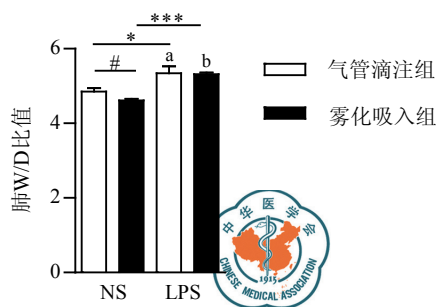 ***
*
#
a
b
6
4
2
0
肺W/D比值
NS
LPS
气管滴注组
雾化吸入组
中华医学会
1915
CHINESE MEDICAL ASSOCIATION